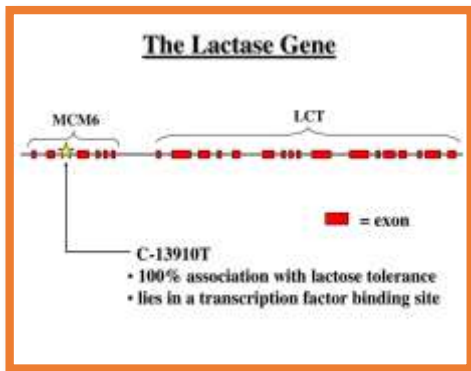 The Lactase Gene
MCM6
LCT
= exon
C-13910T
• 100% association with lactose tolerance
• lies in a transcription factor binding site